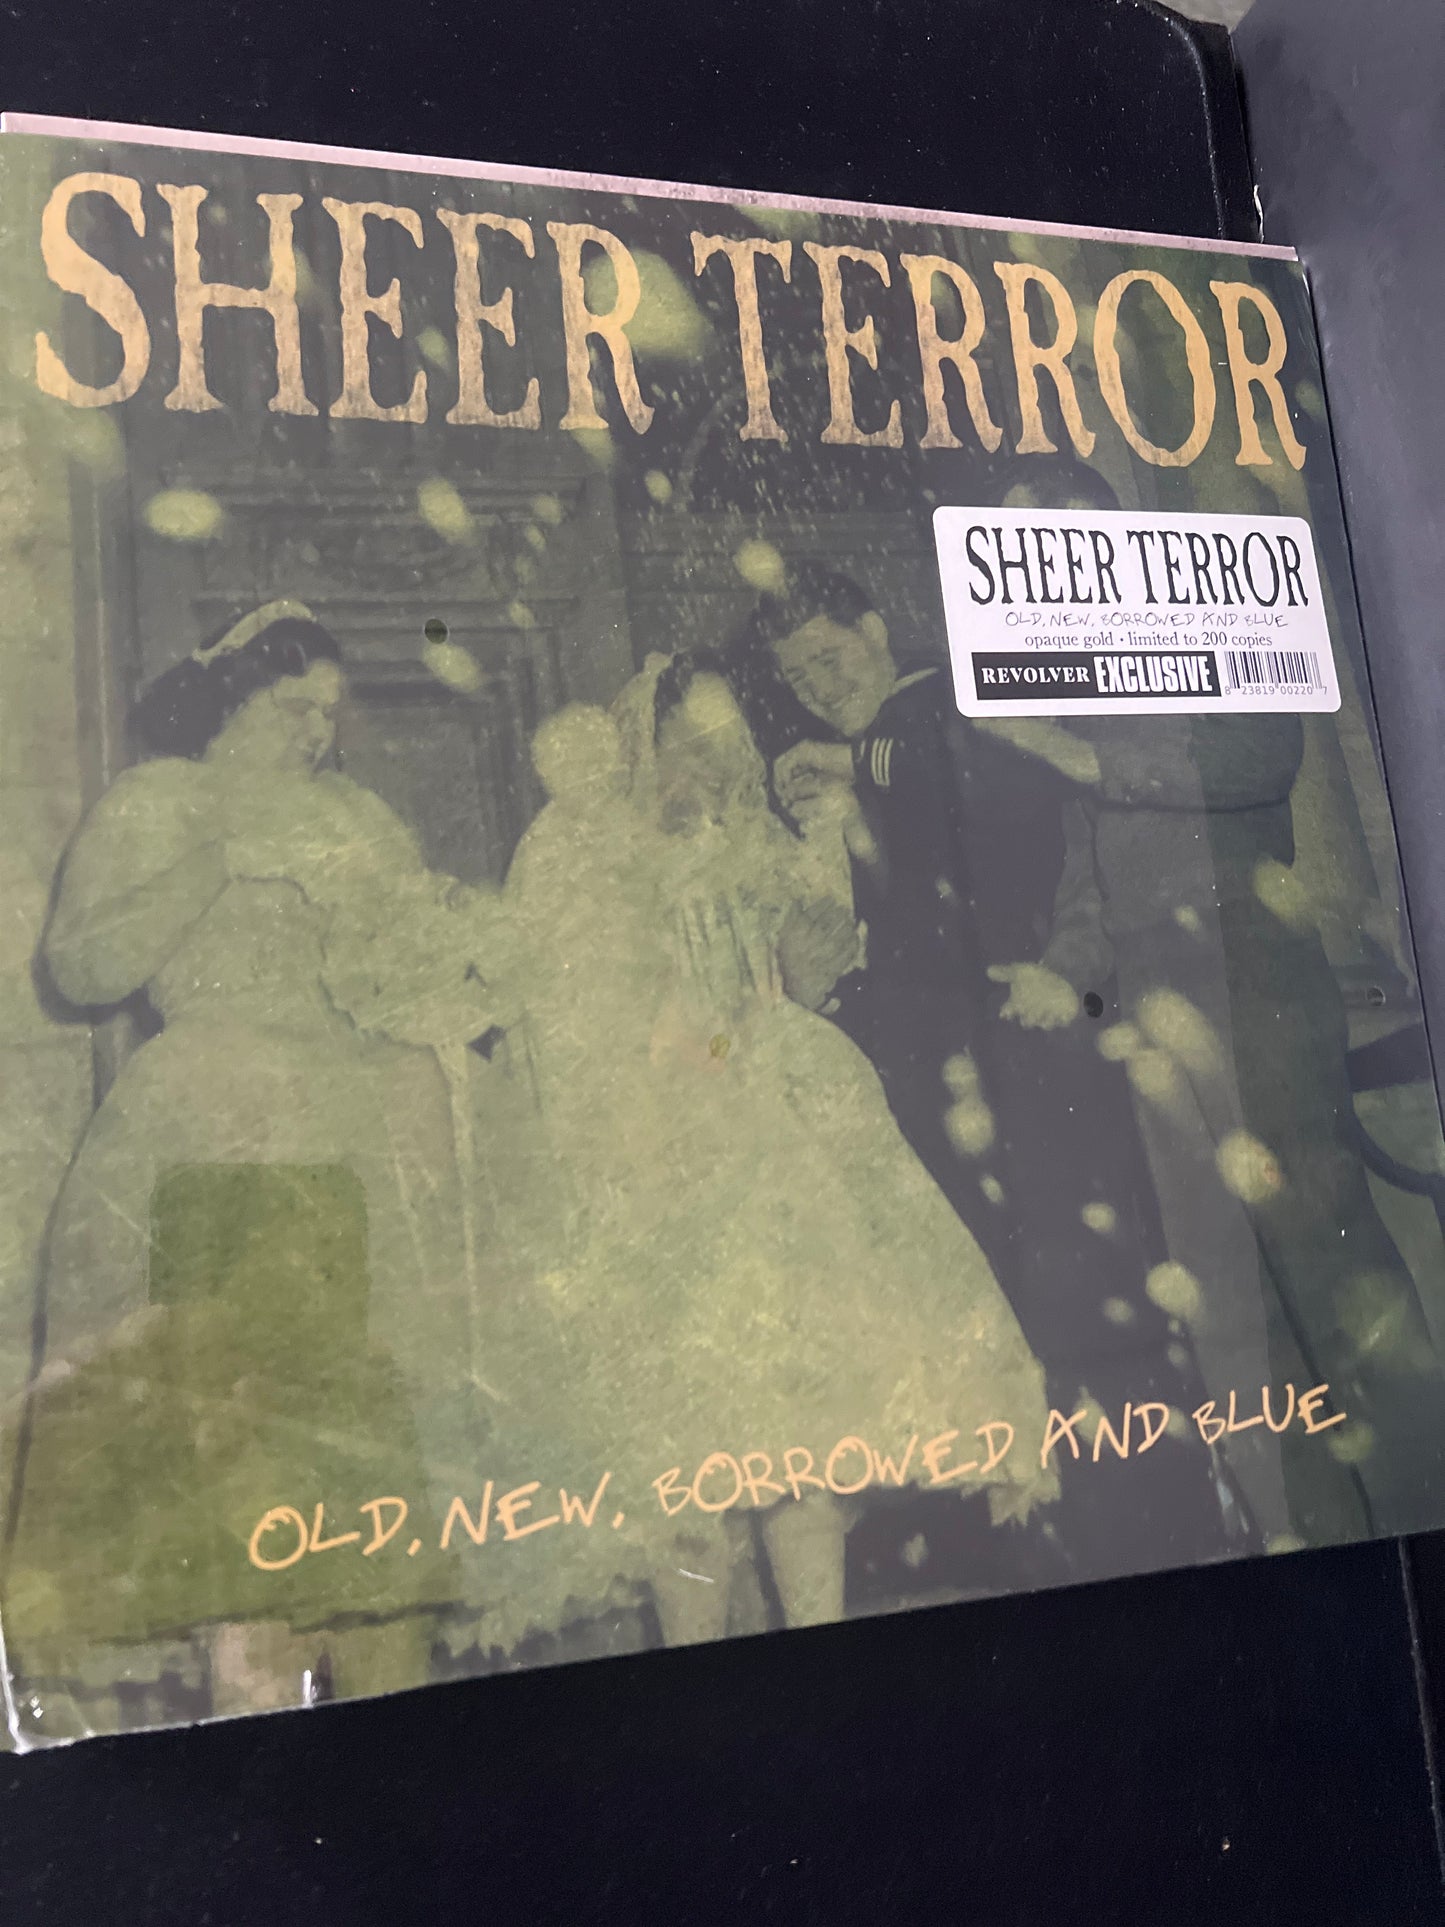 SHEER TERROR
SHEER TERROR
OLD, NEW, BORROWED AND BLUE
opaque gold • limited to 200 copies
REVOLVER EXCLUSIVE
8 23819 00220 7
OLD, NEW, BORROWED AND BLUE